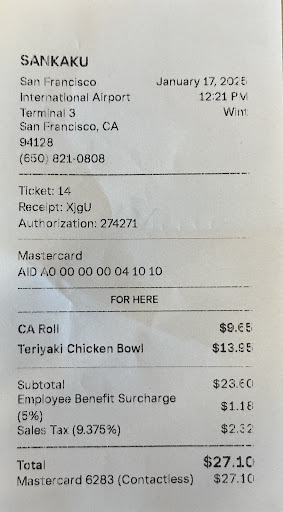 SANKAKU
San Francisco January 17, 2025
International Airport 12:21 PM
Terminal 3 Wint
San Francisco, CA
94128
(650) 821-0808
Ticket: 14
Receipt: XjgU
Authorization: 274271
Mastercard
AID A0 00 00 00 04 10 10
FOR HERE
CA Roll $9.65
Teriyaki Chicken Bowl $13.95
Subtotal $23.60
Employee Benefit Surcharge
(5%) $1.18
Sales Tax (9.375%) $2.32
Total $27.10
Mastercard 6283 (Contactless) $27.10